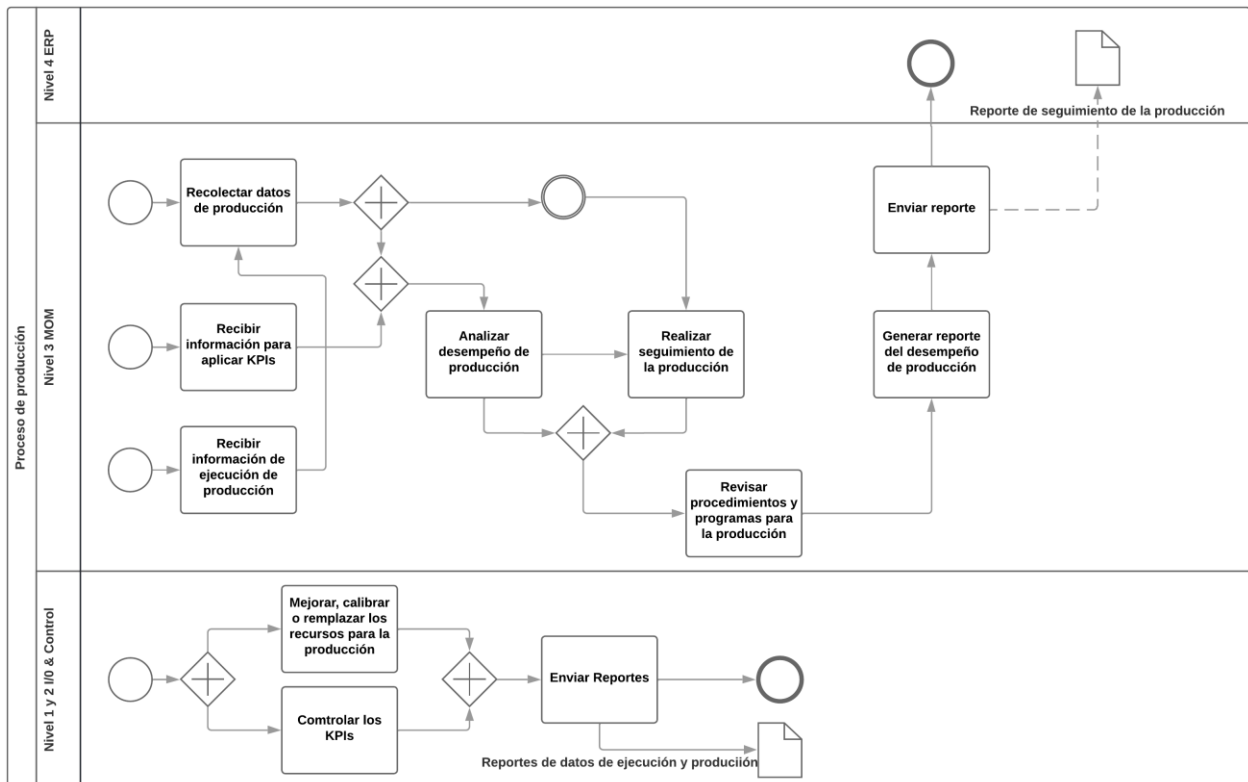 Proceso de producción
Nivel 4 ERP
Reporte de seguimiento de la producción
Nivel 3 MOM
Recolectar datos
de producción
Enviar reporte
Recibir
información para
aplicar KPIs
Analizar
desempeño de
producción
Realizar
seguimiento de
la producción
Generar reporte
del desempeño
de producción
Recibir
información de
ejecución de
producción
Revisar
procedimientos y
programas para
la producción
Nivel 1 y 2 I/0 & Control
Mejorar, calibrar
o remplazar los
recursos para la
producción
Enviar Reportes
Comtrolar los
KPIs
Reportes de datos de ejecución y produciión